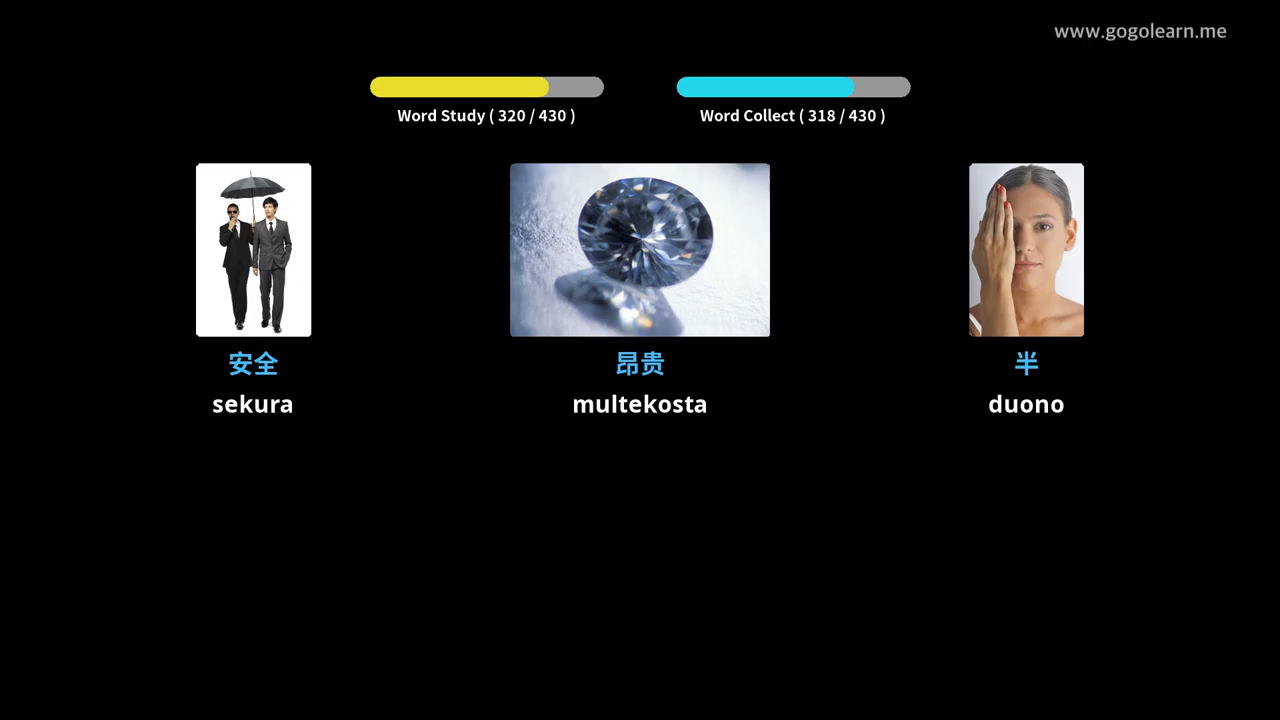 www.gogolearn.me
Word Study ( 320 / 430 )
Word Collect ( 318 / 430 )
安全
昂贵
半
sekura
multekosta
duono